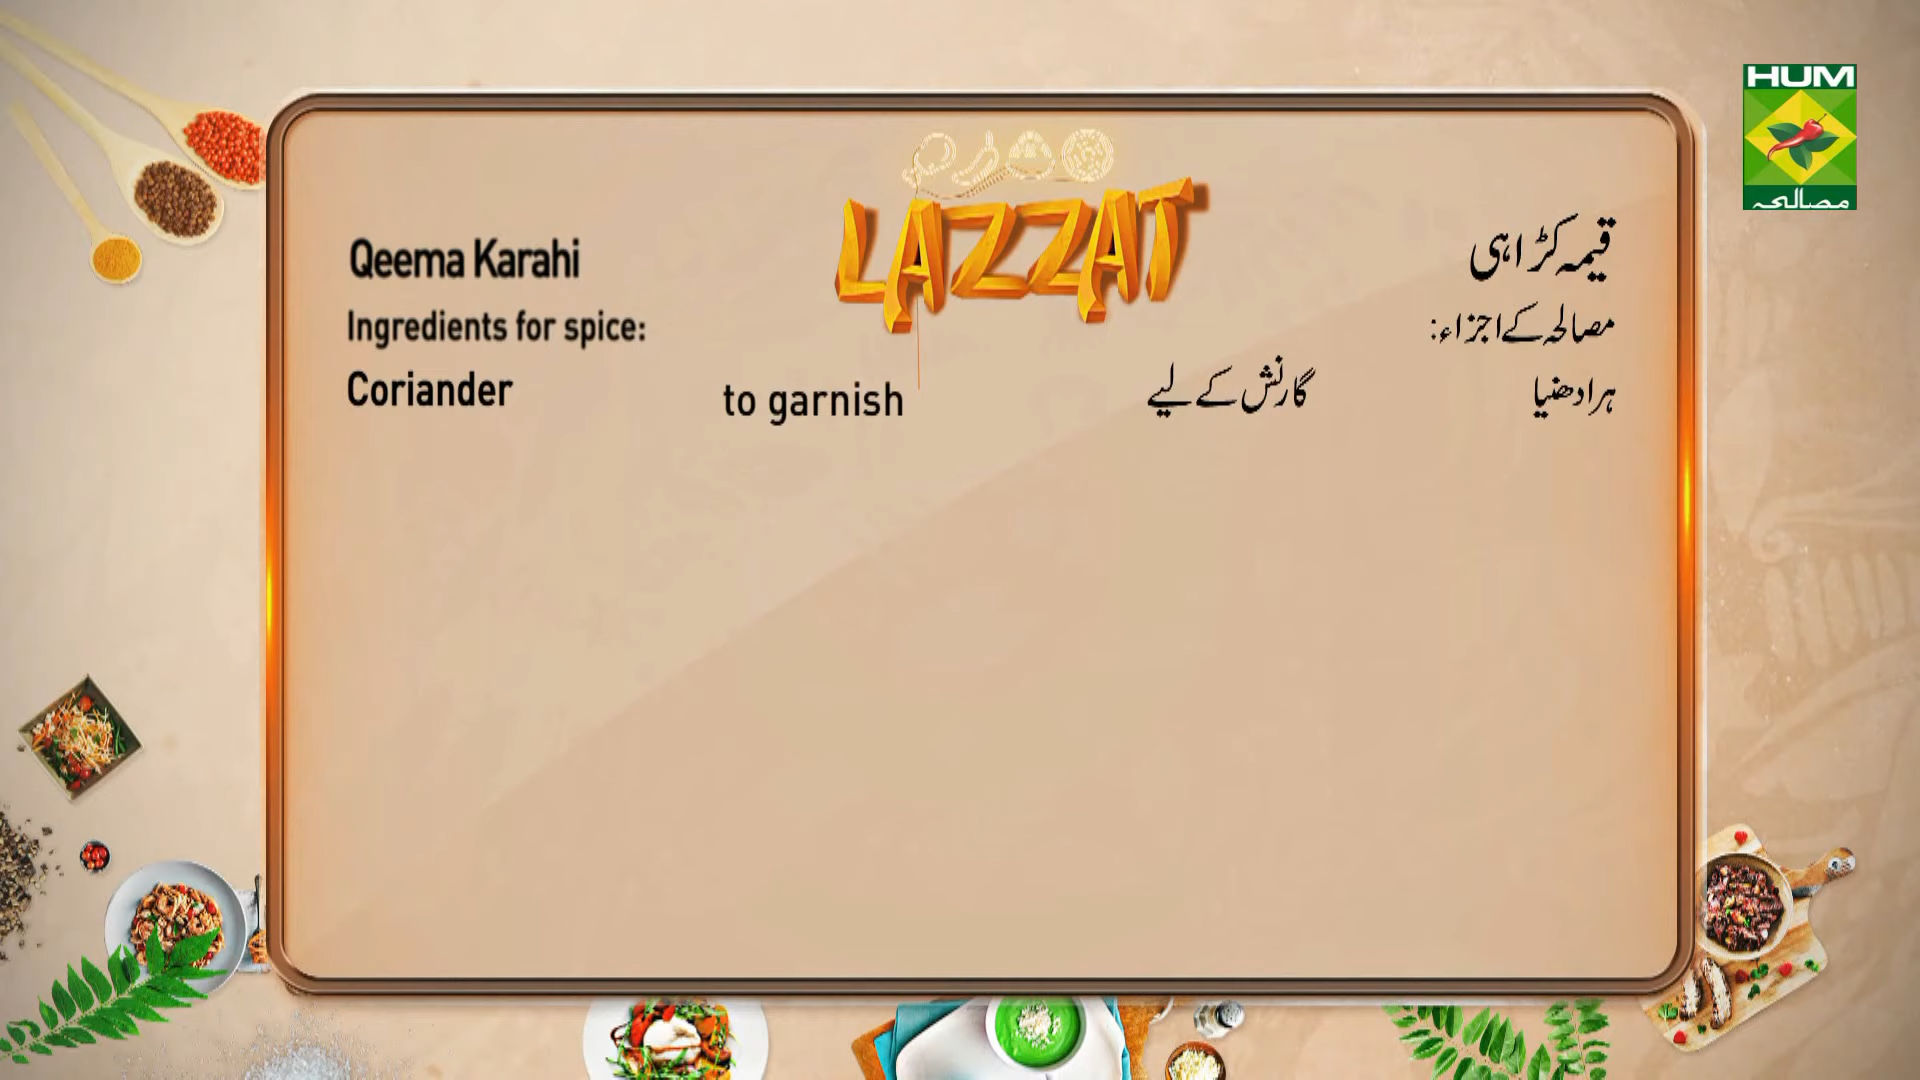 HUM
مصالحہ
LAZZAT
Qeema Karahi
قیمہ کڑاہی
Ingredients for spice:
مصالحہ کے اجزاء:
Coriander to garnish گارنش کے لیے ہرا دھنیا